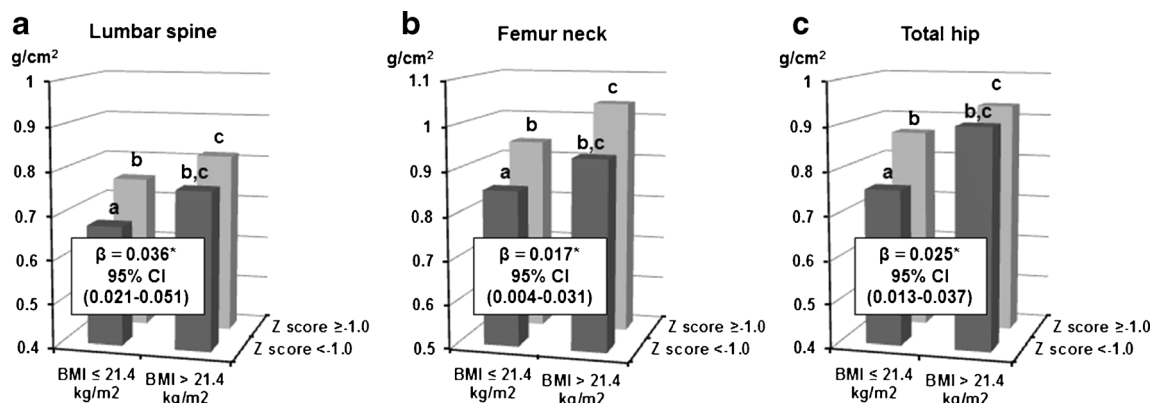 a
Lumbar spine
g/cm²
1
0.9
0.8
0.7
0.6
0.5
0.4
a
b
b,c
c
β = 0.036*
95% CI
(0.021-0.051)
Z score ≥-1.0
Z score <-1.0
BMI ≤ 21.4
kg/m2
BMI > 21.4
kg/m2
b
Femur neck
g/cm²
1.1
1
0.9
0.8
0.7
0.6
0.5
a
b
b,c
c
β = 0.017*
95% CI
(0.004-0.031)
Z score ≥-1.0
Z score <-1.0
BMI ≤ 21.4
kg/m2
BMI > 21.4
kg/m2
c
Total hip
g/cm²
1
0.9
0.8
0.7
0.6
0.5
0.4
a
b
b,c
c
β = 0.025*
95% CI
(0.013-0.037)
Z score ≥-1.0
Z score <-1.0
BMI ≤ 21.4
kg/m2
BMI > 21.4
kg/m2